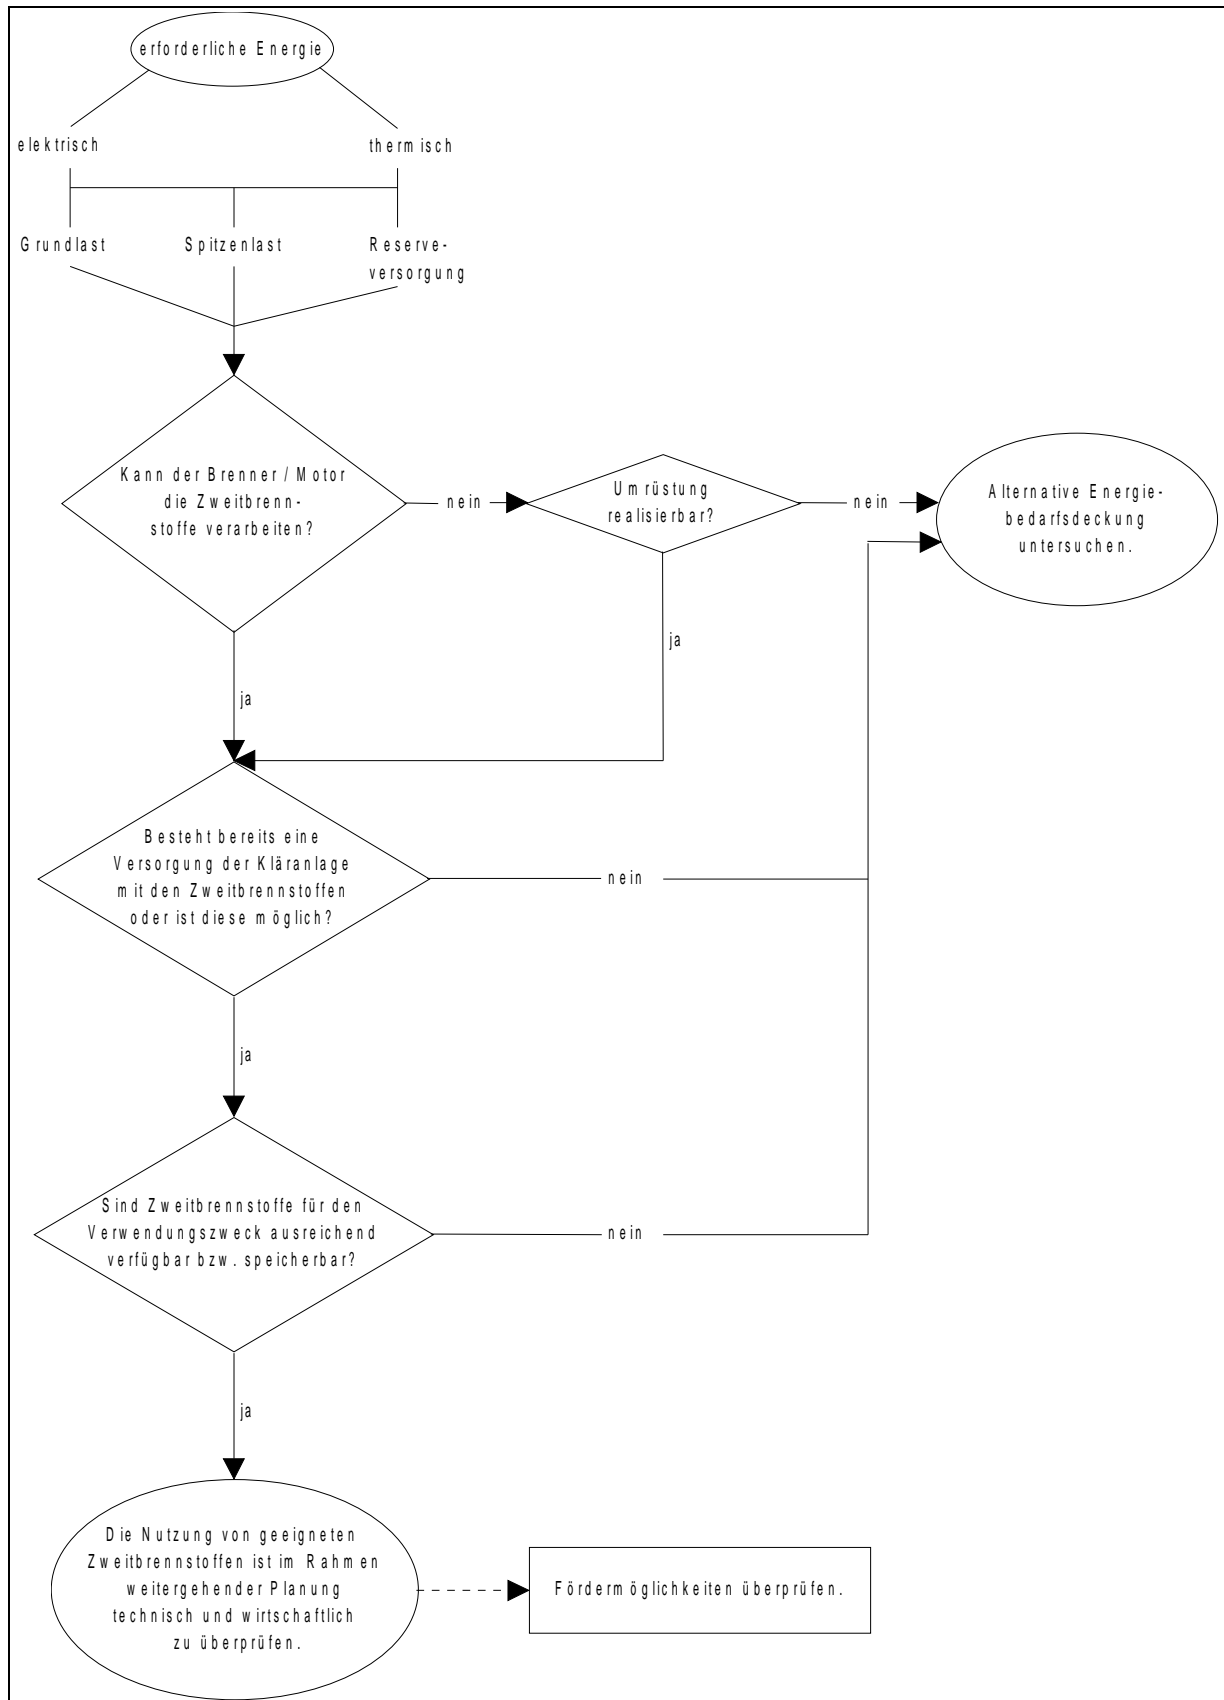 erforderliche Energie
elektrisch
thermisch
Grundlast
Spitzenlast
Reserve-
versorgung
Kann der Brenner / Motor
die Zweitbrenn-
stoffe verarbeiten?
nein
Umrüstung
realisierbar?
nein
Alternative Energie-
bedarfsdeckung
untersuchen.
ja
ja
Besteht bereits eine
Versorgung der Kläranlage
mit den Zweitbrennstoffen
oder ist diese möglich?
nein
ja
Sind Zweitbrennstoffe für den
Verwendungszweck ausreichend
verfügbar bzw. speicherbar?
nein
ja
Die Nutzung von geeigneten
Zweitbrennstoffen ist im Rahmen
weitergehender Planung
technisch und wirtschaftlich
zu überprüfen.
Fördermöglichkeiten überprüfen.